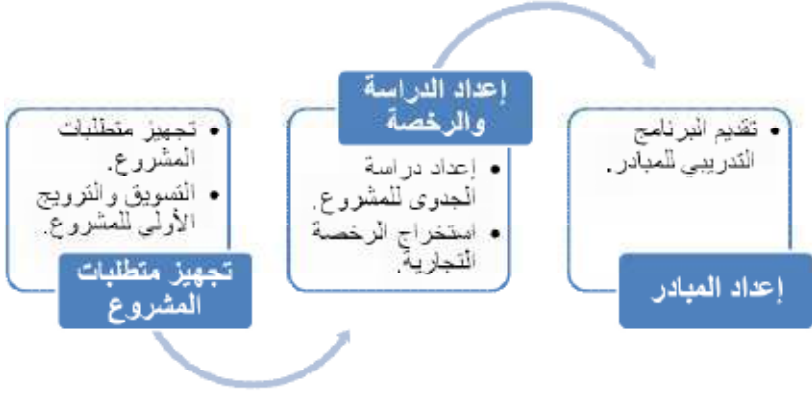 • تقديم البرنامج
التدريبي للمبادر.
إعداد المبادر
إعداد الدراسة
والرخصة
• إعداد دراسة
الجدوى للمشروع.
• استخراج الرخصة
التجارية.
• تجهيز متطلبات
المشروع.
• التسويق والترويج
الأولي للمشروع.
تجهيز متطلبات
المشروع